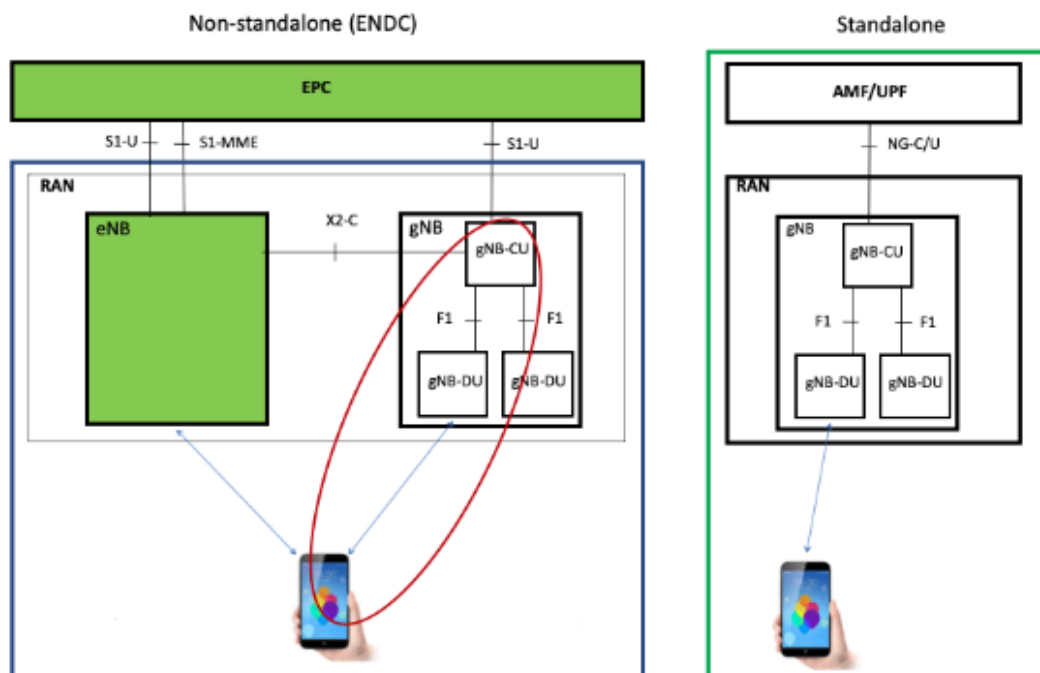 Non-standalone (ENDC)
Standalone
EPC
AMF/UPF
S1-U
S1-MME
S1-U
NG-C/U
RAN
RAN
eNB
X2-C
gNB
gNB-CU
gNB
gNB-CU
F1
F1
F1
F1
gNB-DU
gNB-DU
gNB-DU
gNB-DU